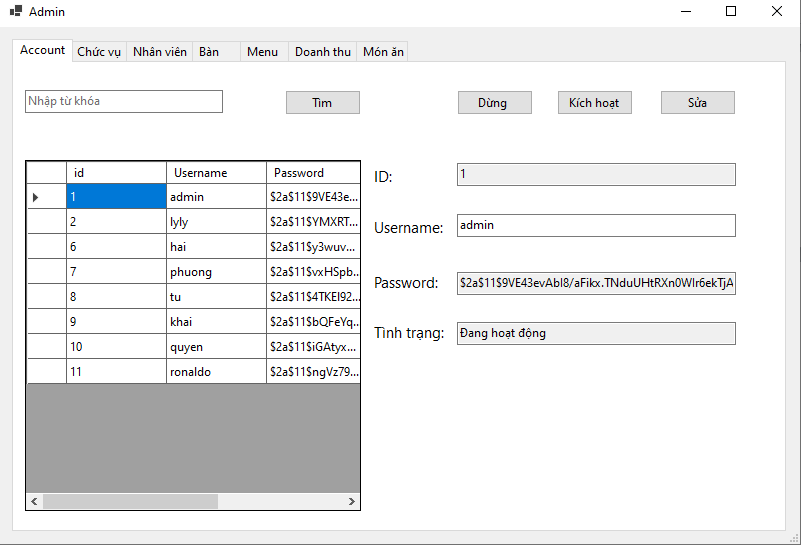 Admin
Account Chức vụ Nhân viên Bàn Menu Doanh thu Món ăn
Nhập từ khóa Tìm Dừng Kích hoạt Sửa
id Username Password
1 admin $2a$11$9VE43e...
2 lyly $2a$11$YMXRT...
6 hai $2a$11$y3wuv...
7 phuong $2a$11$vxHSpb...
8 tu $2a$11$4TKEI92...
9 khai $2a$11$bQFeYq...
10 quyen $2a$11$iGAtyx...
11 ronaldo $2a$11$ngVz79...
ID: 1
Username: admin
Password: $2a$11$9VE43evAbI8/aFikx.TNduUHtRXn0WIr6ekTjA
Tình trạng: Đang hoạt động